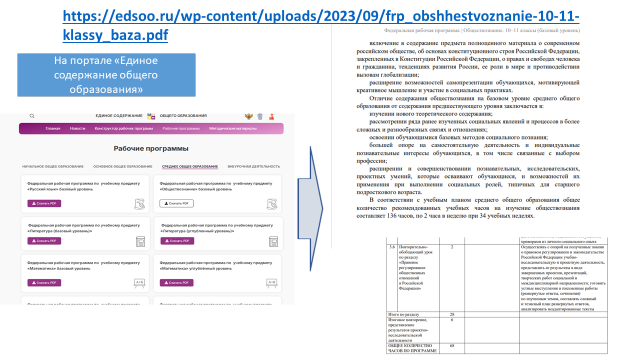 https://edsoo.ru/wp-content/uploads/2023/09/frp_obshhestvoznanie-10-11-
klassy_baza.pdf
На портале «Единое
содержание общего
образования»
ЕДИНОЕ СОДЕРЖАНИЕ ОБЩЕГО ОБРАЗОВАНИЯ
Главная Новости Конструктор рабочих программ Рабочие программы Методические материалы
Рабочие программы
НАЧАЛЬНОЕ ОБЩЕЕ ОБРАЗОВАНИЕ ОСНОВНОЕ ОБЩЕЕ ОБРАЗОВАНИЕ СРЕДНЕЕ ОБЩЕЕ ОБРАЗОВАНИЕ ВНЕУРОЧНАЯ ДЕЯТЕЛЬНОСТЬ
Федеральная рабочая программа по учебному предмету
«Русский язык» базовый уровень
Скачать PDF
Федеральная рабочая программа по учебному предмету
«Обществознание» базовый уровень
Скачать PDF
Федеральная рабочая программа по учебному предмету
«Литература (базовый уровень)
Скачать PDF
Федеральная рабочая программа по учебному предмету
«Литература (углубленный уровень)
Скачать PDF
Федеральная рабочая программа по учебному предмету
«Математика» базовый уровень
Скачать PDF
Федеральная рабочая программа по учебному предмету
«Математика» углубленный уровень
Скачать PDF
Федеральная рабочая программа | Обществознание. 10–11 классы (базовый уровень)
включение в содержание предмета полноценного материала о современном
российском обществе, об основах конституционного строя Российской Федерации,
закрепленных в Конституции Российской Федерации, о правах и свободах человека
и гражданина, тенденциях развития России, ее роли в мире и противодействии
вызовам глобализации;
расширение возможностей самопрезентации обучающихся, мотивирующей
креативное мышление и участие в социальных практиках.
Отличие содержания обществознания на базовом уровне среднего общего
образования от содержания предшествующего уровня заключается в:
изучении нового теоретического содержания;
рассмотрении ряда ранее изученных социальных явлений и процессов в более
сложных и разнообразных связях и отношениях;
освоении обучающимися базовых методов социального познания;
большей опоре на самостоятельную деятельность и индивидуальные
познавательные интересы обучающихся, в том числе связанные с выбором
профессии;
расширении и совершенствовании познавательных, исследовательских,
проектных умений, которые осваивают обучающиеся, и возможностей их
применения при выполнении социальных ролей, типичных для старшего
подросткового возраста.
В соответствии с учебным планом среднего общего образования общее
количество рекомендованных учебных часов на изучение обществознания
составляет 136 часов, по 2 часа в неделю при 34 учебных неделях.
Повторительно-
обобщающий урок
по разделу
«Правовое
регулирование
общественных
отношений
в Российской
Федерации»
2
Итого по разделу 28
Итоговое повторение,
представление
результатов проектно-
исследовательской
деятельности
6
ОБЩЕЕ КОЛИЧЕСТВО
ЧАСОВ ПО ПРОГРАММЕ
68